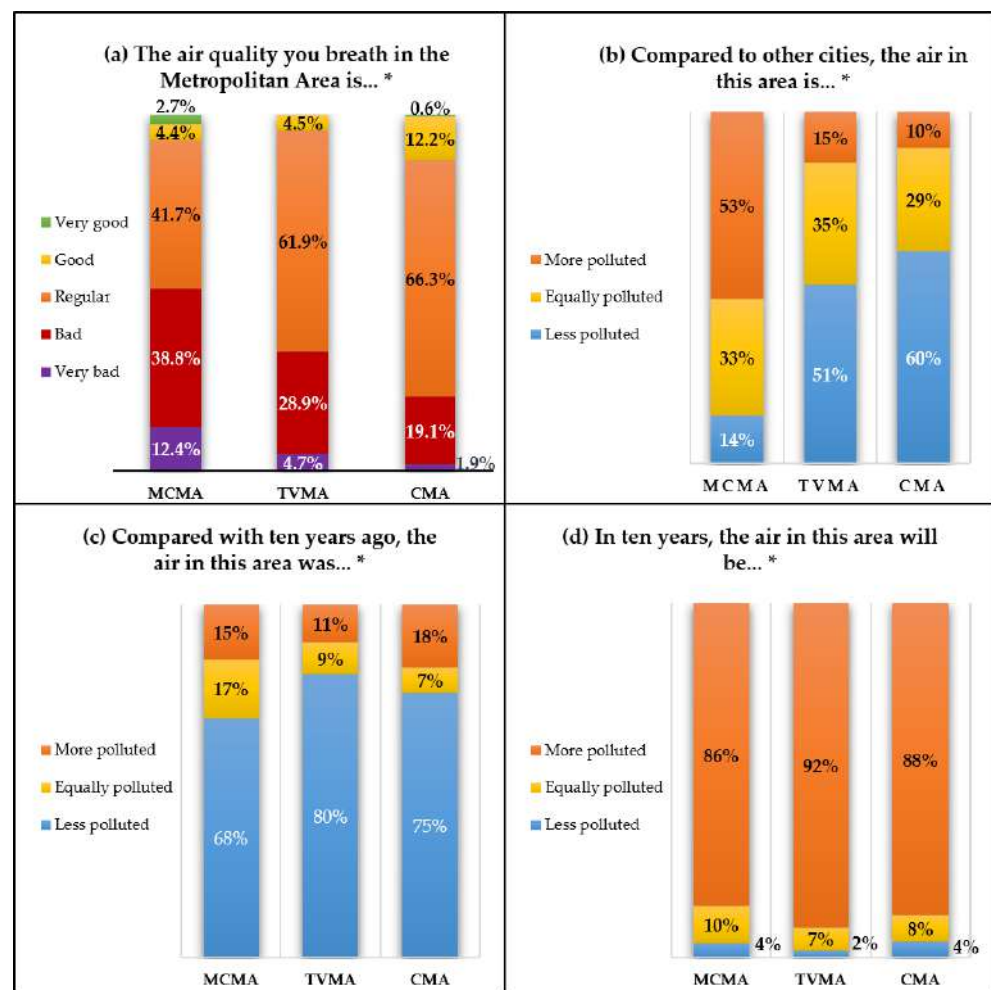 (a) The air quality you breath in the
Metropolitan Area is... *
2.7%
4.4%
41.7%
38.8%
12.4%
4.5%
61.9%
28.9%
4.7%
0.6%
12.2%
66.3%
19.1%
1.9%
Very good
Good
Regular
Bad
Very bad
MCMA TVMA CMA
(b) Compared to other cities, the air in
this area is... *
53%
33%
14%
15%
35%
51%
10%
29%
60%
More polluted
Equally polluted
Less polluted
MCMA TVMA CMA
(c) Compared with ten years ago, the
air in this area was... *
15%
17%
68%
11%
9%
80%
18%
7%
75%
More polluted
Equally polluted
Less polluted
MCMA TVMA CMA
(d) In ten years, the air in this area will
be... *
86%
10%
4%
92%
7%
2%
88%
8%
4%
More polluted
Equally polluted
Less polluted
MCMA TVMA CMA